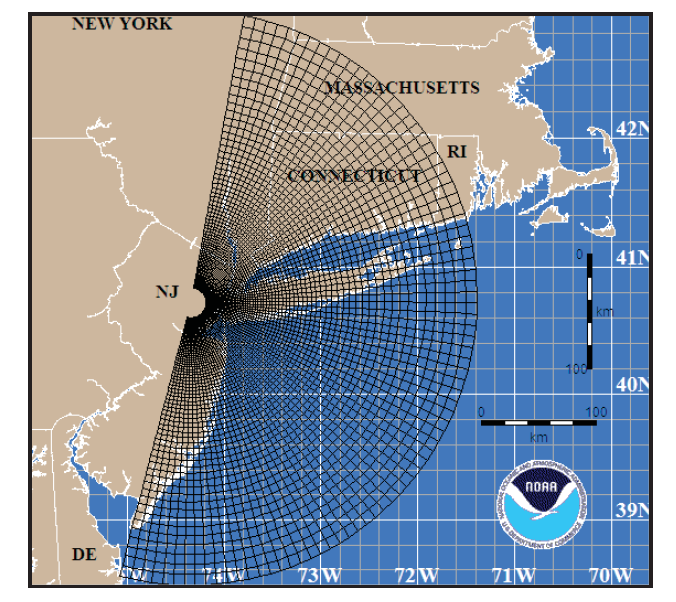 NEW YORK
MASSACHUSETTS
42N
RI
CONNECTICUT
0
41N
NJ
km
100
40N
0 100
km
NOAA
39N
DE
W 74W 73W 72W 71W 70W